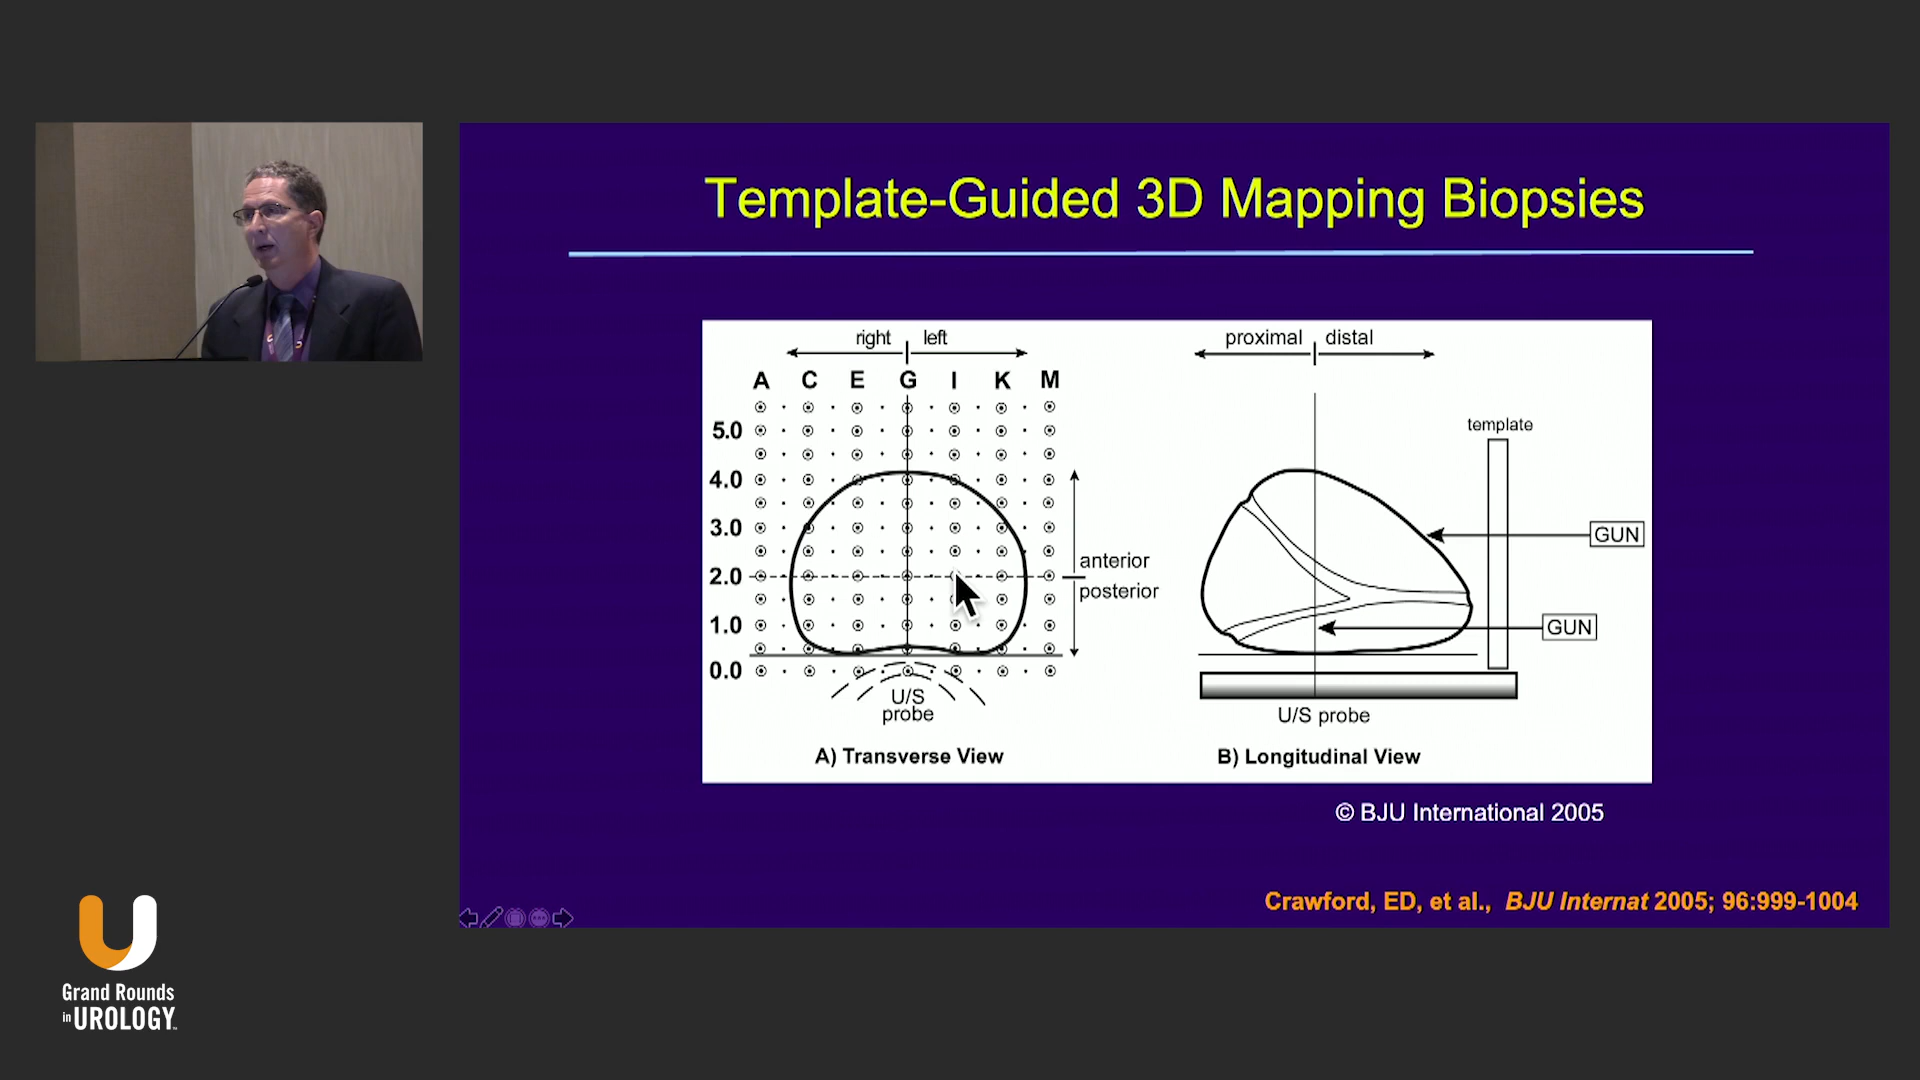 Template-Guided 3D Mapping Biopsies
right left
A C E G I K M
5.0
4.0
3.0
2.0
1.0
0.0
anterior
posterior
U/S
probe
A) Transverse View
proximal distal
template
GUN
GUN
U/S probe
B) Longitudinal View
© BJU International 2005
Crawford, ED, et al., BJU Internat 2005; 96:999-1004
Grand Rounds
in UROLOGY